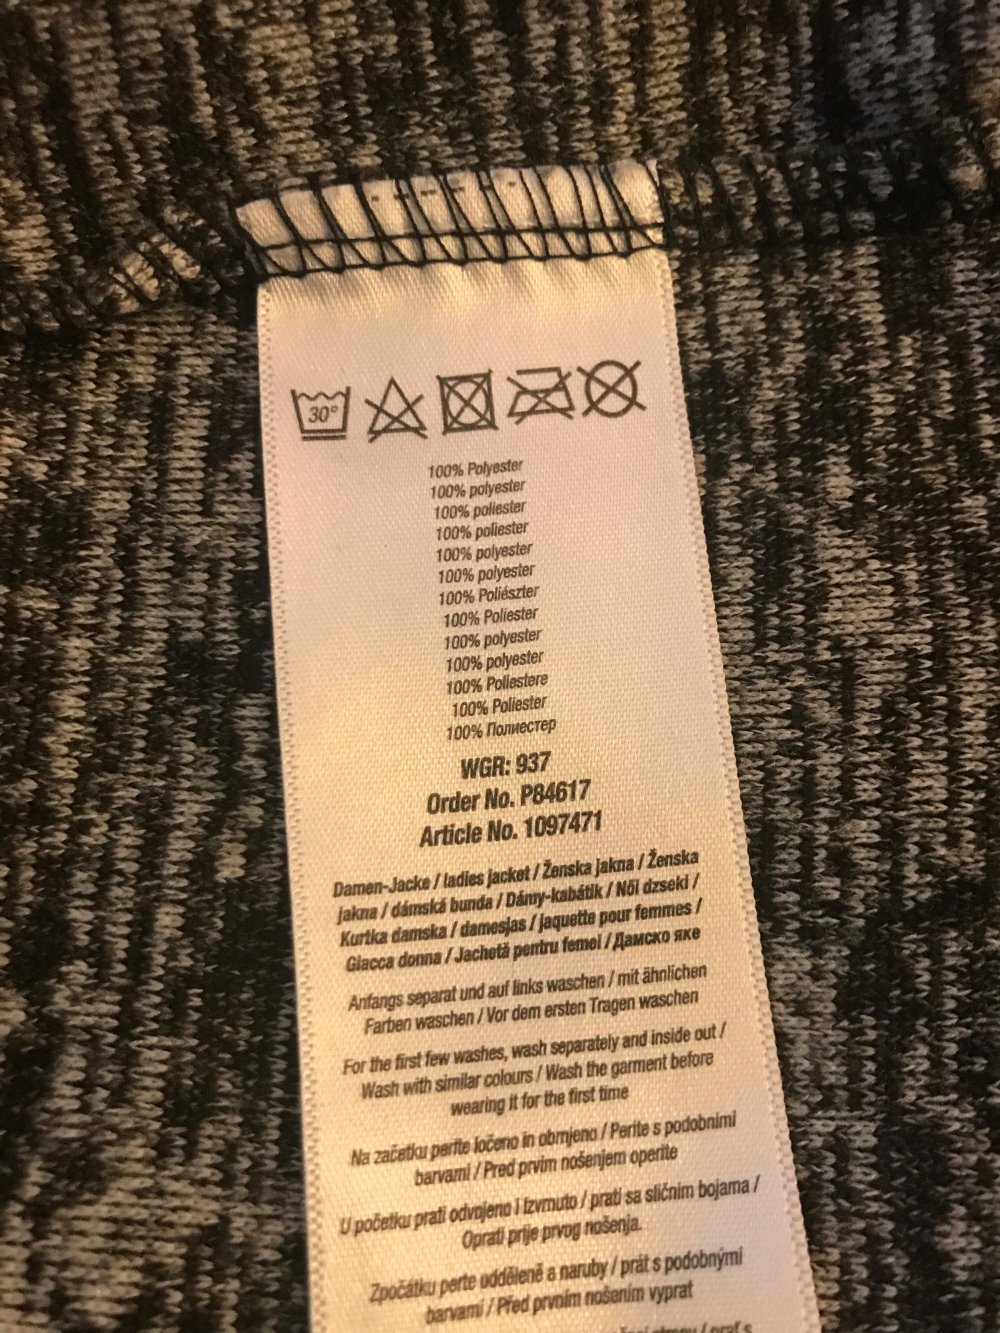 30°
100% Polyester
100% polyester
100% poliester
100% poliester
100% polyester
100% polyester
100% Poliészter
100% Poliester
100% polyester
100% polyester
100% Poliestere
100% Poliester
100% Полиестер
WGR: 937
Order No. P84617
Article No. 1097471
Damen-Jacke / ladies jacket / Ženska jakna / Ženska
jakna / dámská bunda / Dámy-kabátik / Női dzseki /
Kurtka damska / damesjas / jaquette pour femmes /
Giacca donna / Jachetă pentru femei / Дамско яке
Anfangs separat und auf links waschen / mit ähnlichen
Farben waschen / Vor dem ersten Tragen waschen
For the first few washes, wash separately and inside out /
Wash with similar colours / Wash the garment before
wearing it for the first time
Na začetku perite ločeno in obrnjeno / Perite s podobnimi
barvami / Pred prvim nošenjem operite
U početku prati odvojeno i izvrnuto / prati sa sličnim bojama /
Oprati prije prvog nošenja.
Zpočátku perte odděleně a naruby / prát s podobnými
barvami / Před prvním nošením vyprat
/ prať s